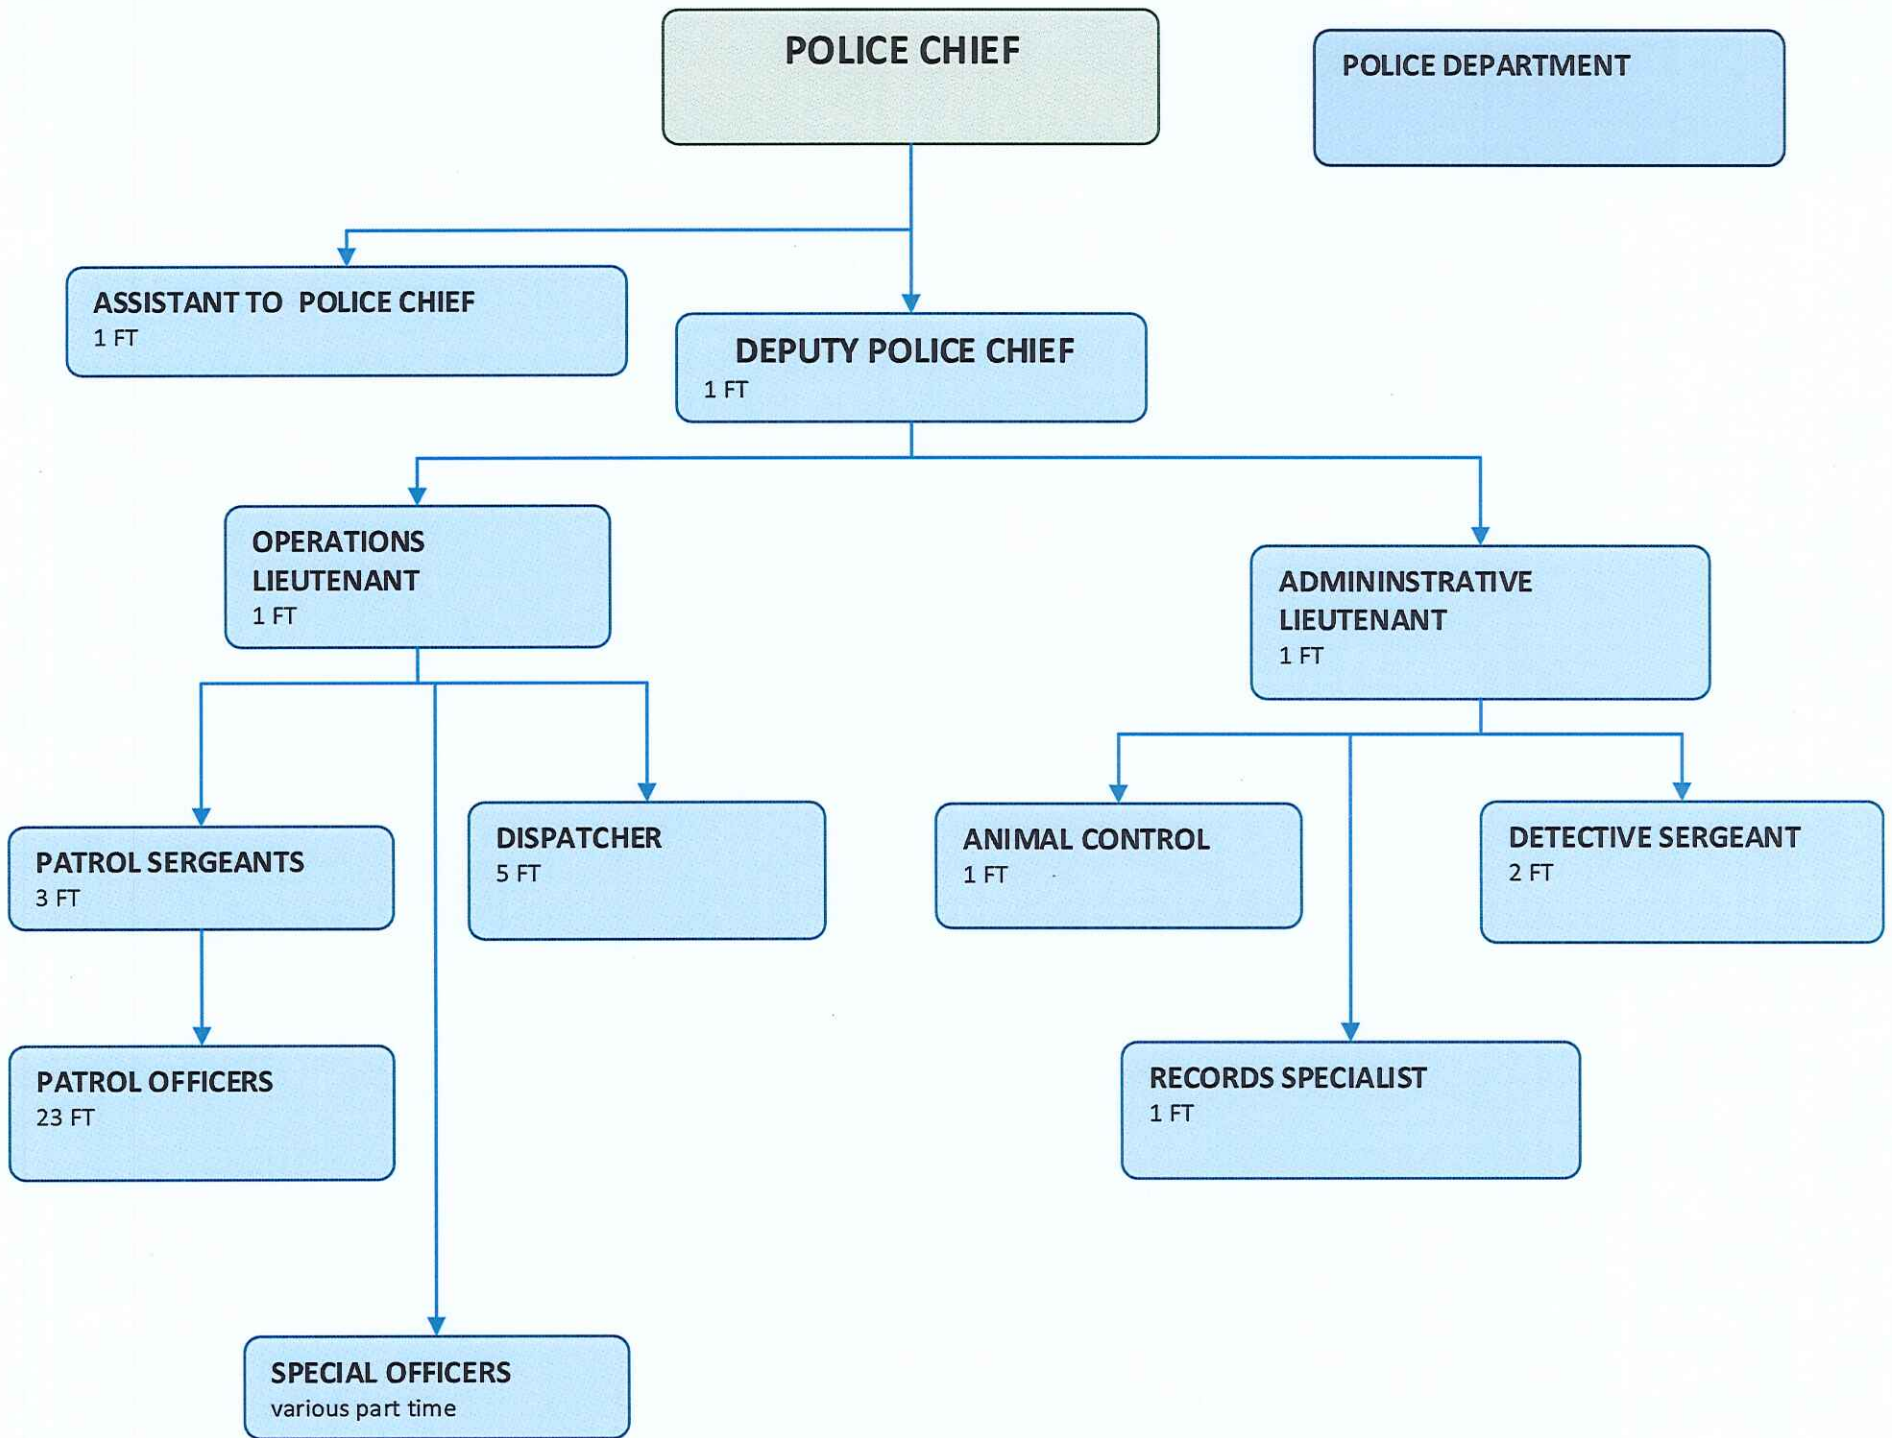 POLICE CHIEF
POLICE DEPARTMENT
ASSISTANT TO  POLICE CHIEF
1 FT
DEPUTY POLICE CHIEF
1 FT
OPERATIONS
LIEUTENANT
1 FT
ADMININSTRATIVE
LIEUTENANT
1 FT
PATROL SERGEANTS
3 FT
DISPATCHER
5 FT
ANIMAL CONTROL
1 FT
DETECTIVE SERGEANT
2 FT
PATROL OFFICERS
23 FT
RECORDS SPECIALIST
1 FT
SPECIAL OFFICERS
various part time